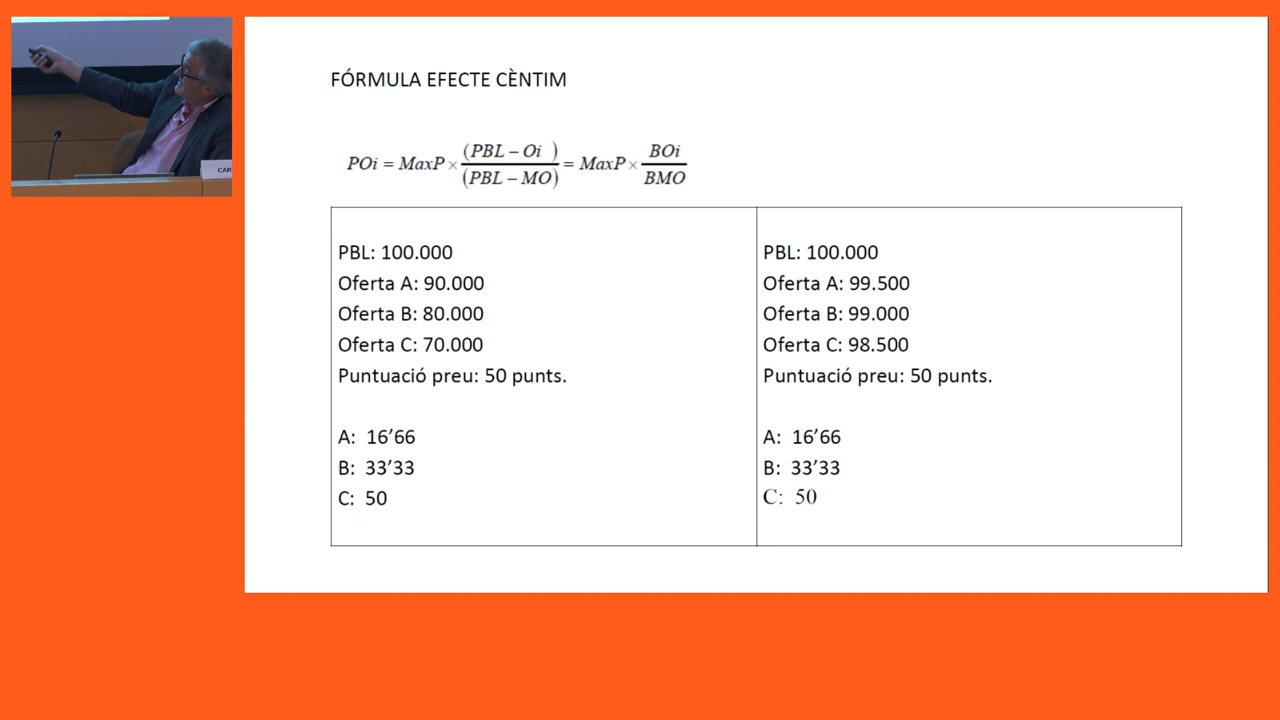 CAR
FÓRMULA EFECTE CÈNTIM
POi = MaxP × (PBL – Oi ) / (PBL – MO) = MaxP × BOi / BMO
PBL: 100.000
Oferta A: 90.000
Oferta B: 80.000
Oferta C: 70.000
Puntuació preu: 50 punts.
A: 16’66
B: 33’33
C: 50
PBL: 100.000
Oferta A: 99.500
Oferta B: 99.000
Oferta C: 98.500
Puntuació preu: 50 punts.
A: 16’66
B: 33’33
C: 50